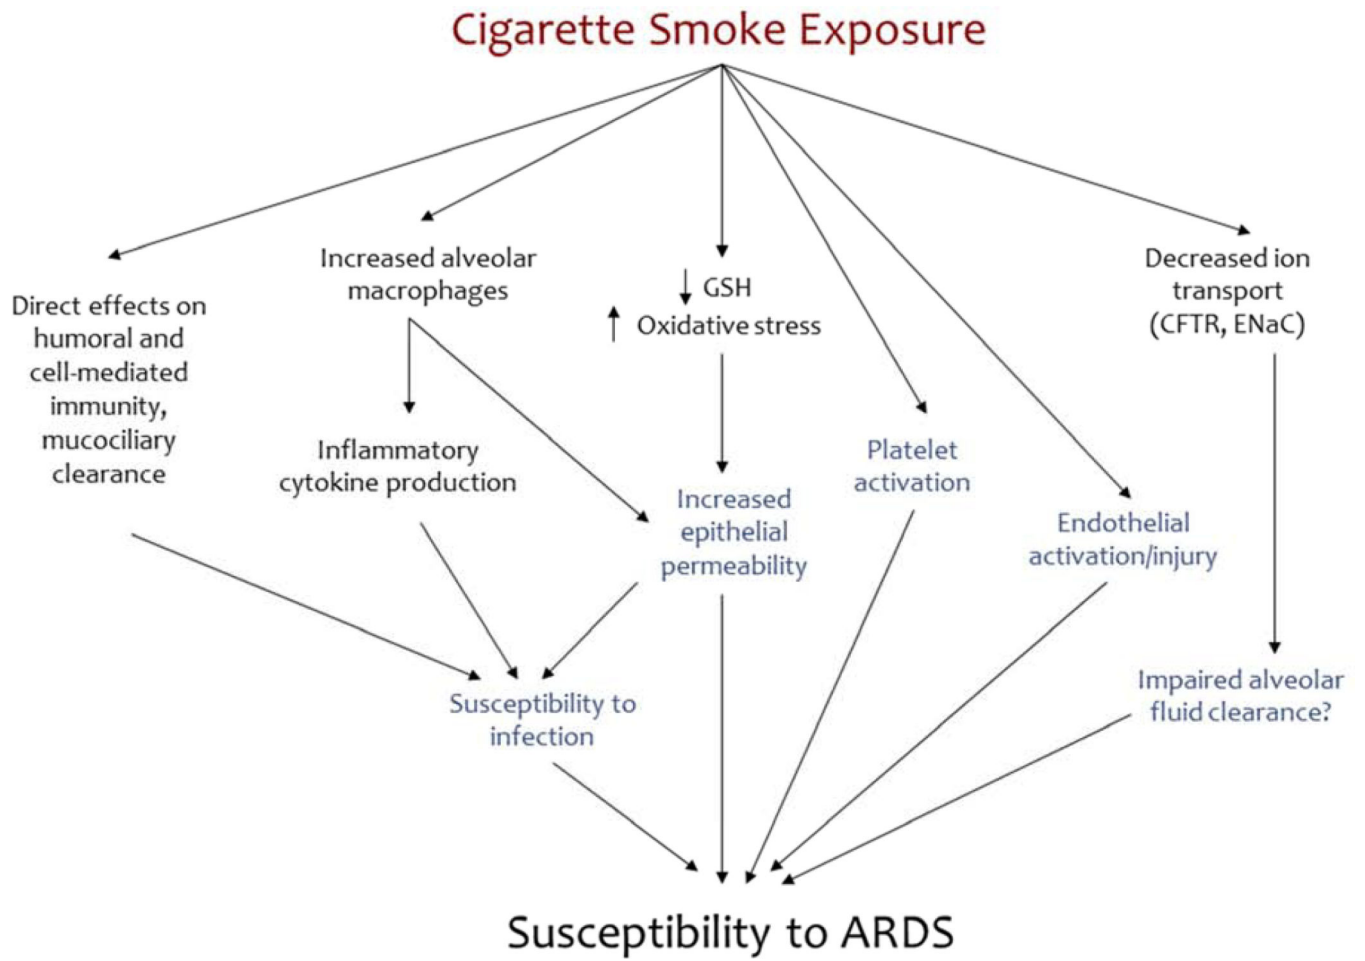 Cigarette Smoke Exposure
Direct effects on
humoral and
cell-mediated
immunity,
mucociliary
clearance
Increased alveolar
macrophages
↓ GSH
↑ Oxidative stress
Decreased ion
transport
(CFTR, ENaC)
Inflammatory
cytokine production
Increased
epithelial
permeability
Platelet
activation
Endothelial
activation/injury
Susceptibility to
infection
Impaired alveolar
fluid clearance?
Susceptibility to ARDS